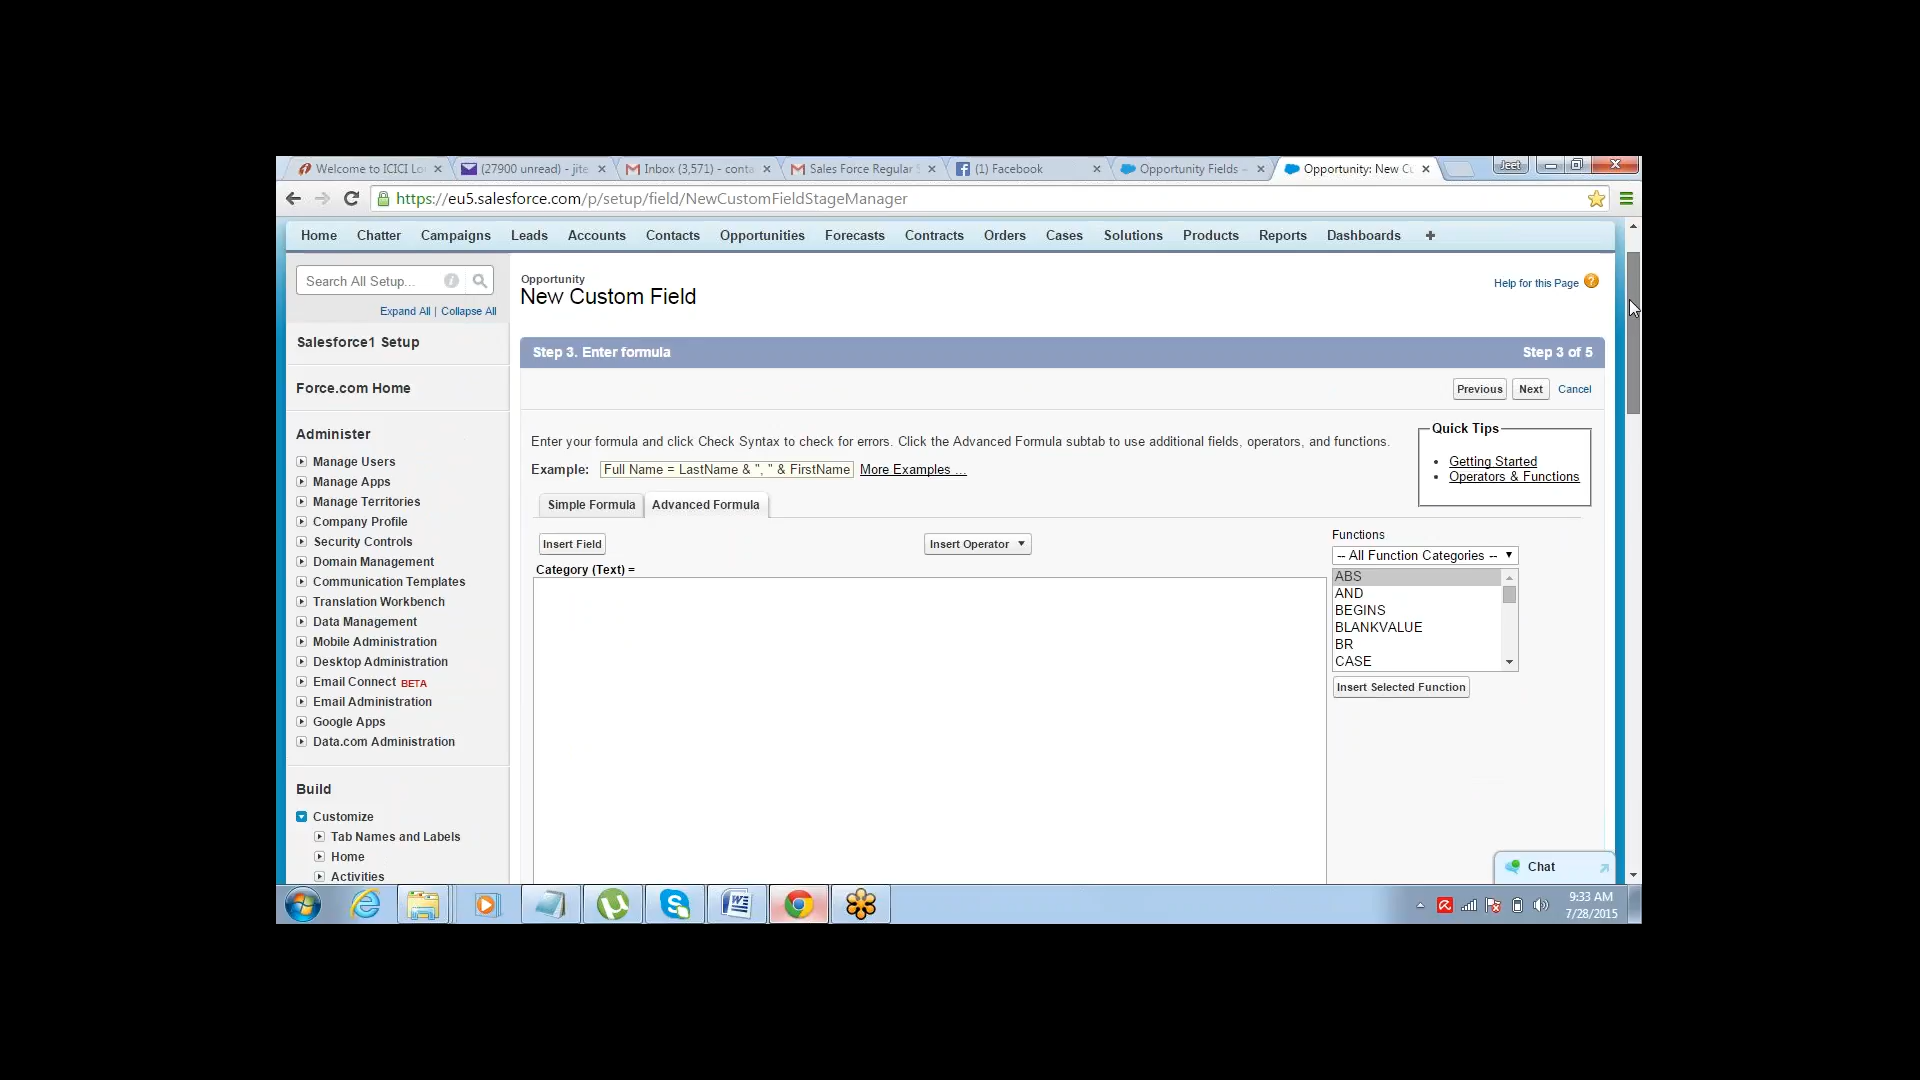 Welcome to ICICI Lo
(27900 unread) - jite
Inbox (3,571) - conta
Sales Force Regular
(1) Facebook
Opportunity Fields -
Opportunity: New Cu
Jeet
https://eu5.salesforce.com/p/setup/field/NewCustomFieldStageManager
Home Chatter Campaigns Leads Accounts Contacts Opportunities Forecasts Contracts Orders Cases Solutions Products Reports Dashboards +
Search All Setup...
Expand All | Collapse All
Salesforce1 Setup
Force.com Home
Administer
Manage Users
Manage Apps
Manage Territories
Company Profile
Security Controls
Domain Management
Communication Templates
Translation Workbench
Data Management
Mobile Administration
Desktop Administration
Email Connect BETA
Email Administration
Google Apps
Data.com Administration
Build
Customize
Tab Names and Labels
Home
Activities
Opportunity
New Custom Field
Help for this Page ?
Step 3. Enter formula
Step 3 of 5
Previous Next Cancel
Enter your formula and click Check Syntax to check for errors. Click the Advanced Formula subtab to use additional fields, operators, and functions.
Example: Full Name = LastName & ", " & FirstName More Examples ...
Quick Tips
• Getting Started
• Operators & Functions
Simple Formula Advanced Formula
Insert Field
Insert Operator
Category (Text) =
Functions
-- All Function Categories --
ABS
AND
BEGINS
BLANKVALUE
BR
CASE
Insert Selected Function
Chat
9:33 AM
7/28/2015